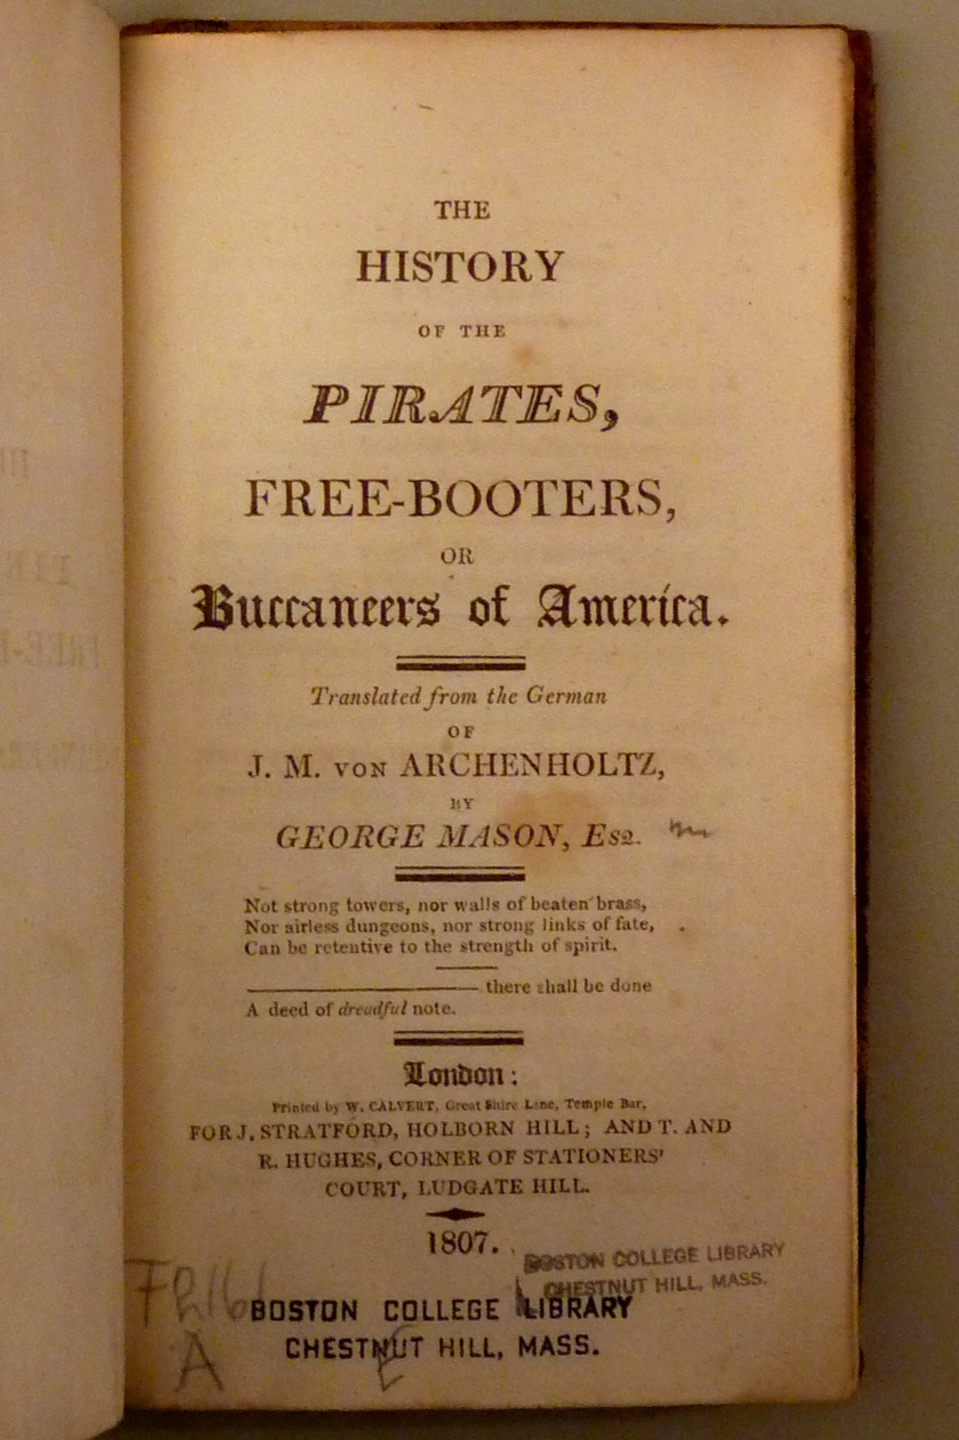 THE
HISTORY
OF THE
PIRATES,
FREE-BOOTERS,
OR
Buccaneers of America.
Translated from the German
OF
J. M. VON ARCHENHOLTZ,
BY
GEORGE MASON, Esq.
Not strong towers, nor walls of beaten brass,
Nor airless dungeons, nor strong links of fate,
Can be retentive to the strength of spirit.
there shall be done
A deed of dreadful note.
London:
Printed by W. CALVERT, Great Shire Lane, Temple Bar,
FOR J. STRATFORD, HOLBORN HILL; AND T. AND
R. HUGHES, CORNER OF STATIONERS'
COURT, LUDGATE HILL.
1807.
BOSTON COLLEGE LIBRARY
CHESTNUT HILL, MASS.
BOSTON COLLEGE LIBRARY
CHESTNUT HILL, MASS.
A